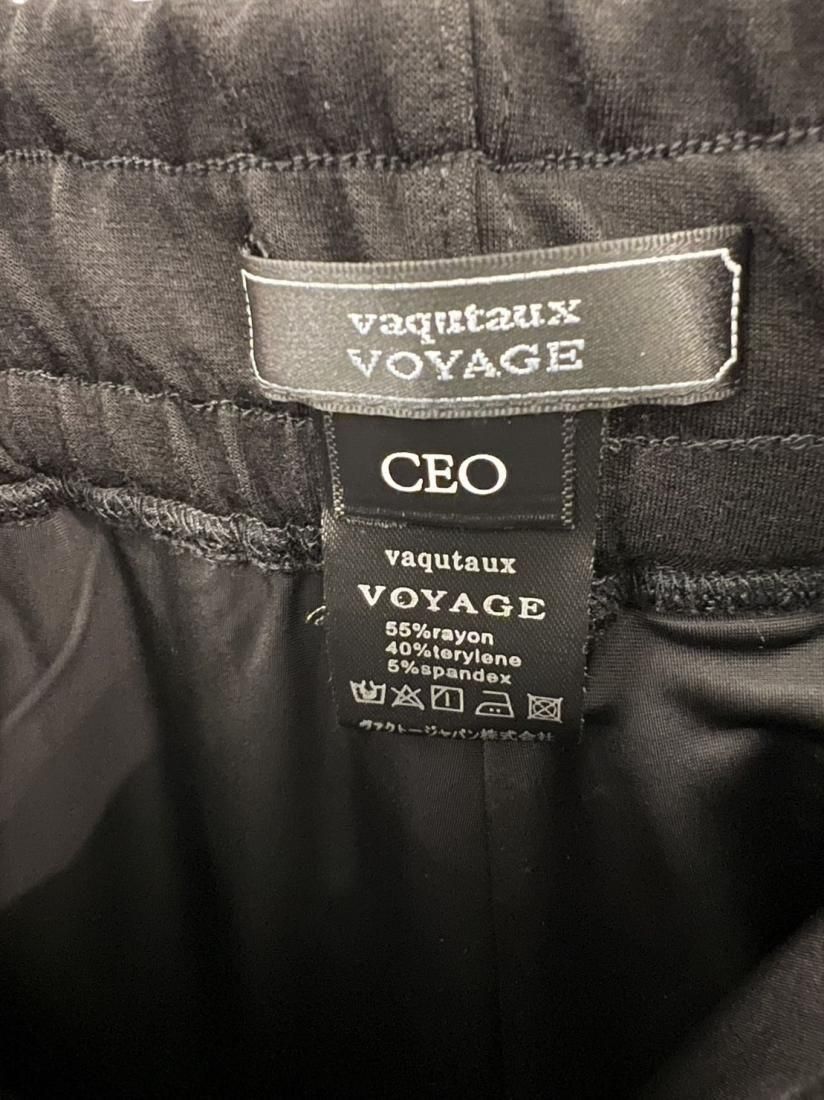 vaqutaux
VOYAGE
CEO
vaqutaux
VOYAGE
55%rayon
40%terylene
5%spandex
ヴァクトージャパン株式会社